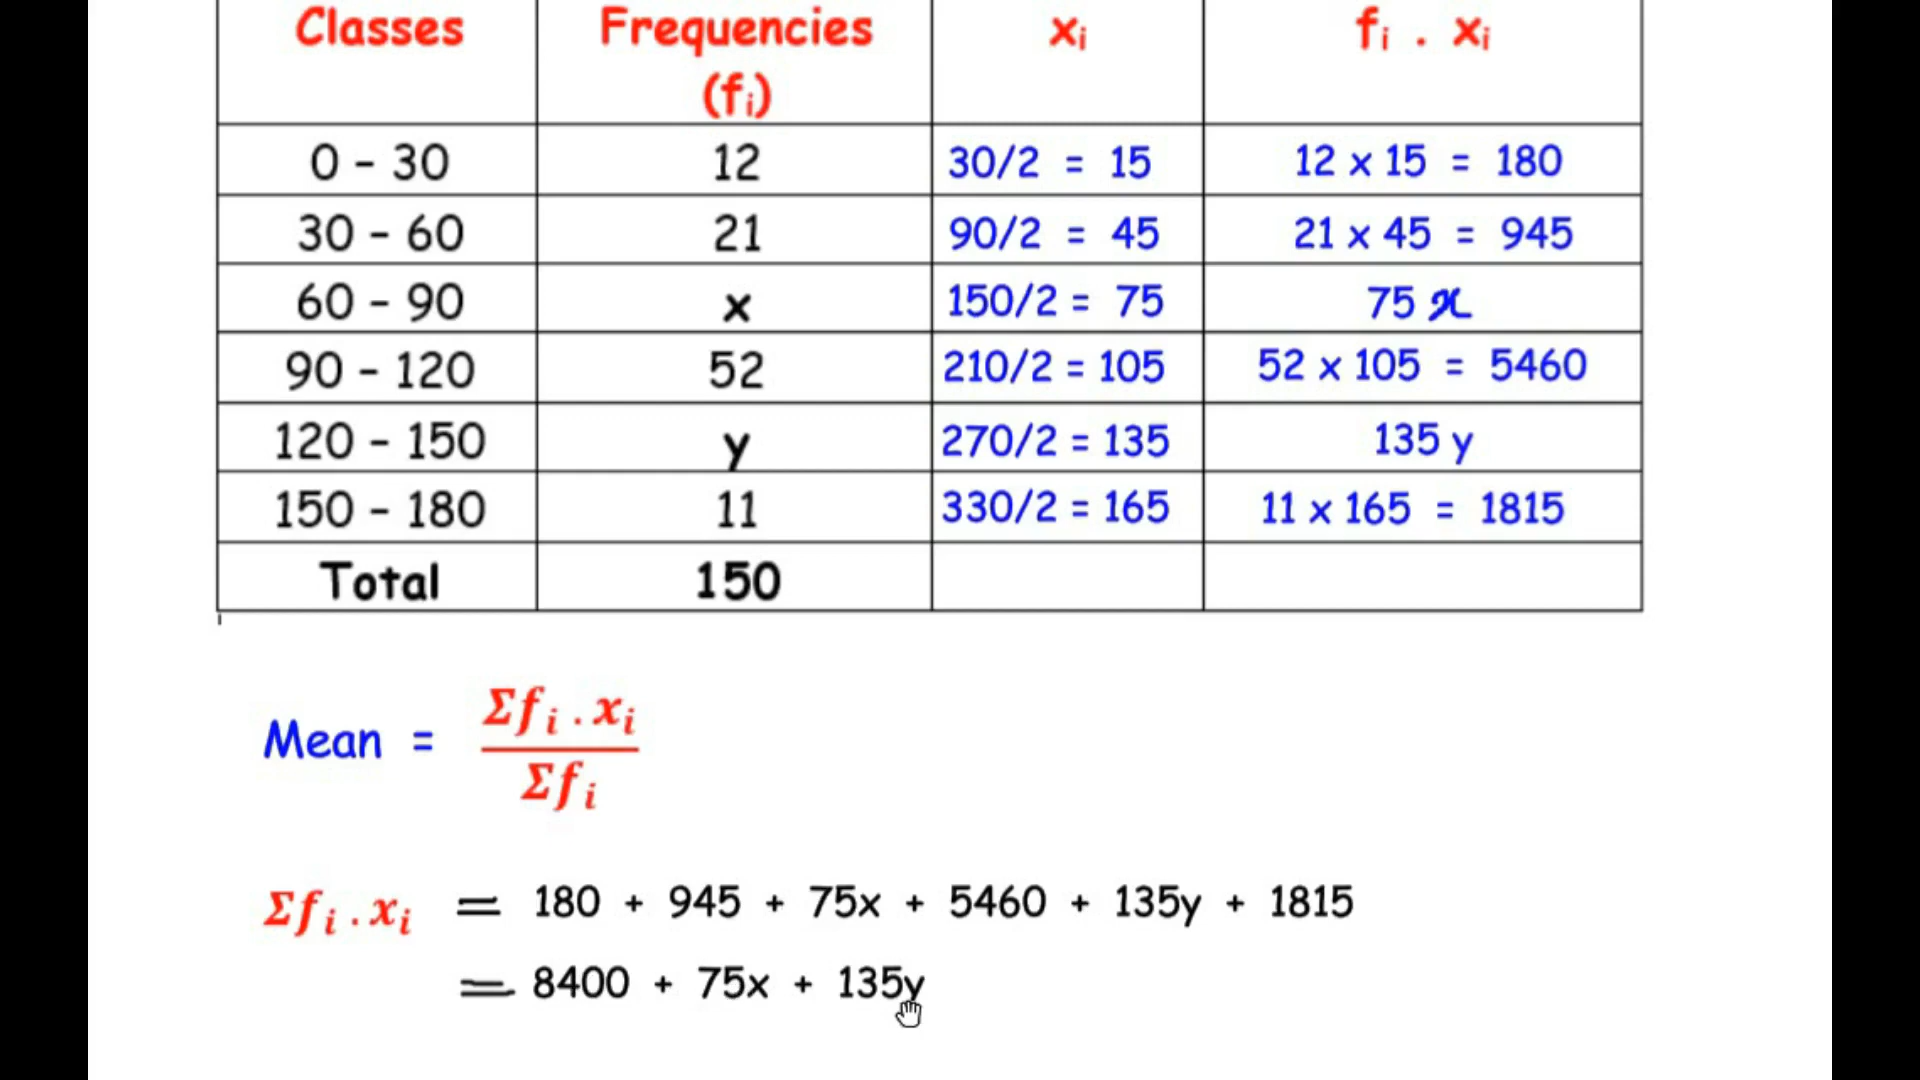 Classes Frequencies (fᵢ) xᵢ fᵢ . xᵢ
0 – 30 12 30/2 = 15 12 x 15 = 180
30 – 60 21 90/2 = 45 21 x 45 = 945
60 – 90 x 150/2 = 75 75 x
90 – 120 52 210/2 = 105 52 x 105 = 5460
120 – 150 y 270/2 = 135 135 y
150 – 180 11 330/2 = 165 11 x 165 = 1815
Total 150
Mean = Σfᵢ . xᵢ / Σfᵢ
Σfᵢ . xᵢ = 180 + 945 + 75x + 5460 + 135y + 1815
= 8400 + 75x + 135y